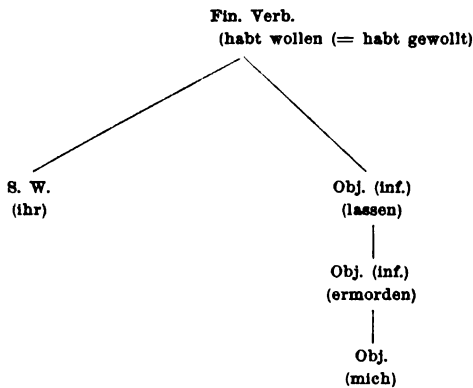 Fin. Verb.
(habt wollen (= habt gewollt)
S. W.
(ihr)
Obj. (inf.)
(lassen)
Obj. (inf.)
(ermorden)
Obj.
(mich)